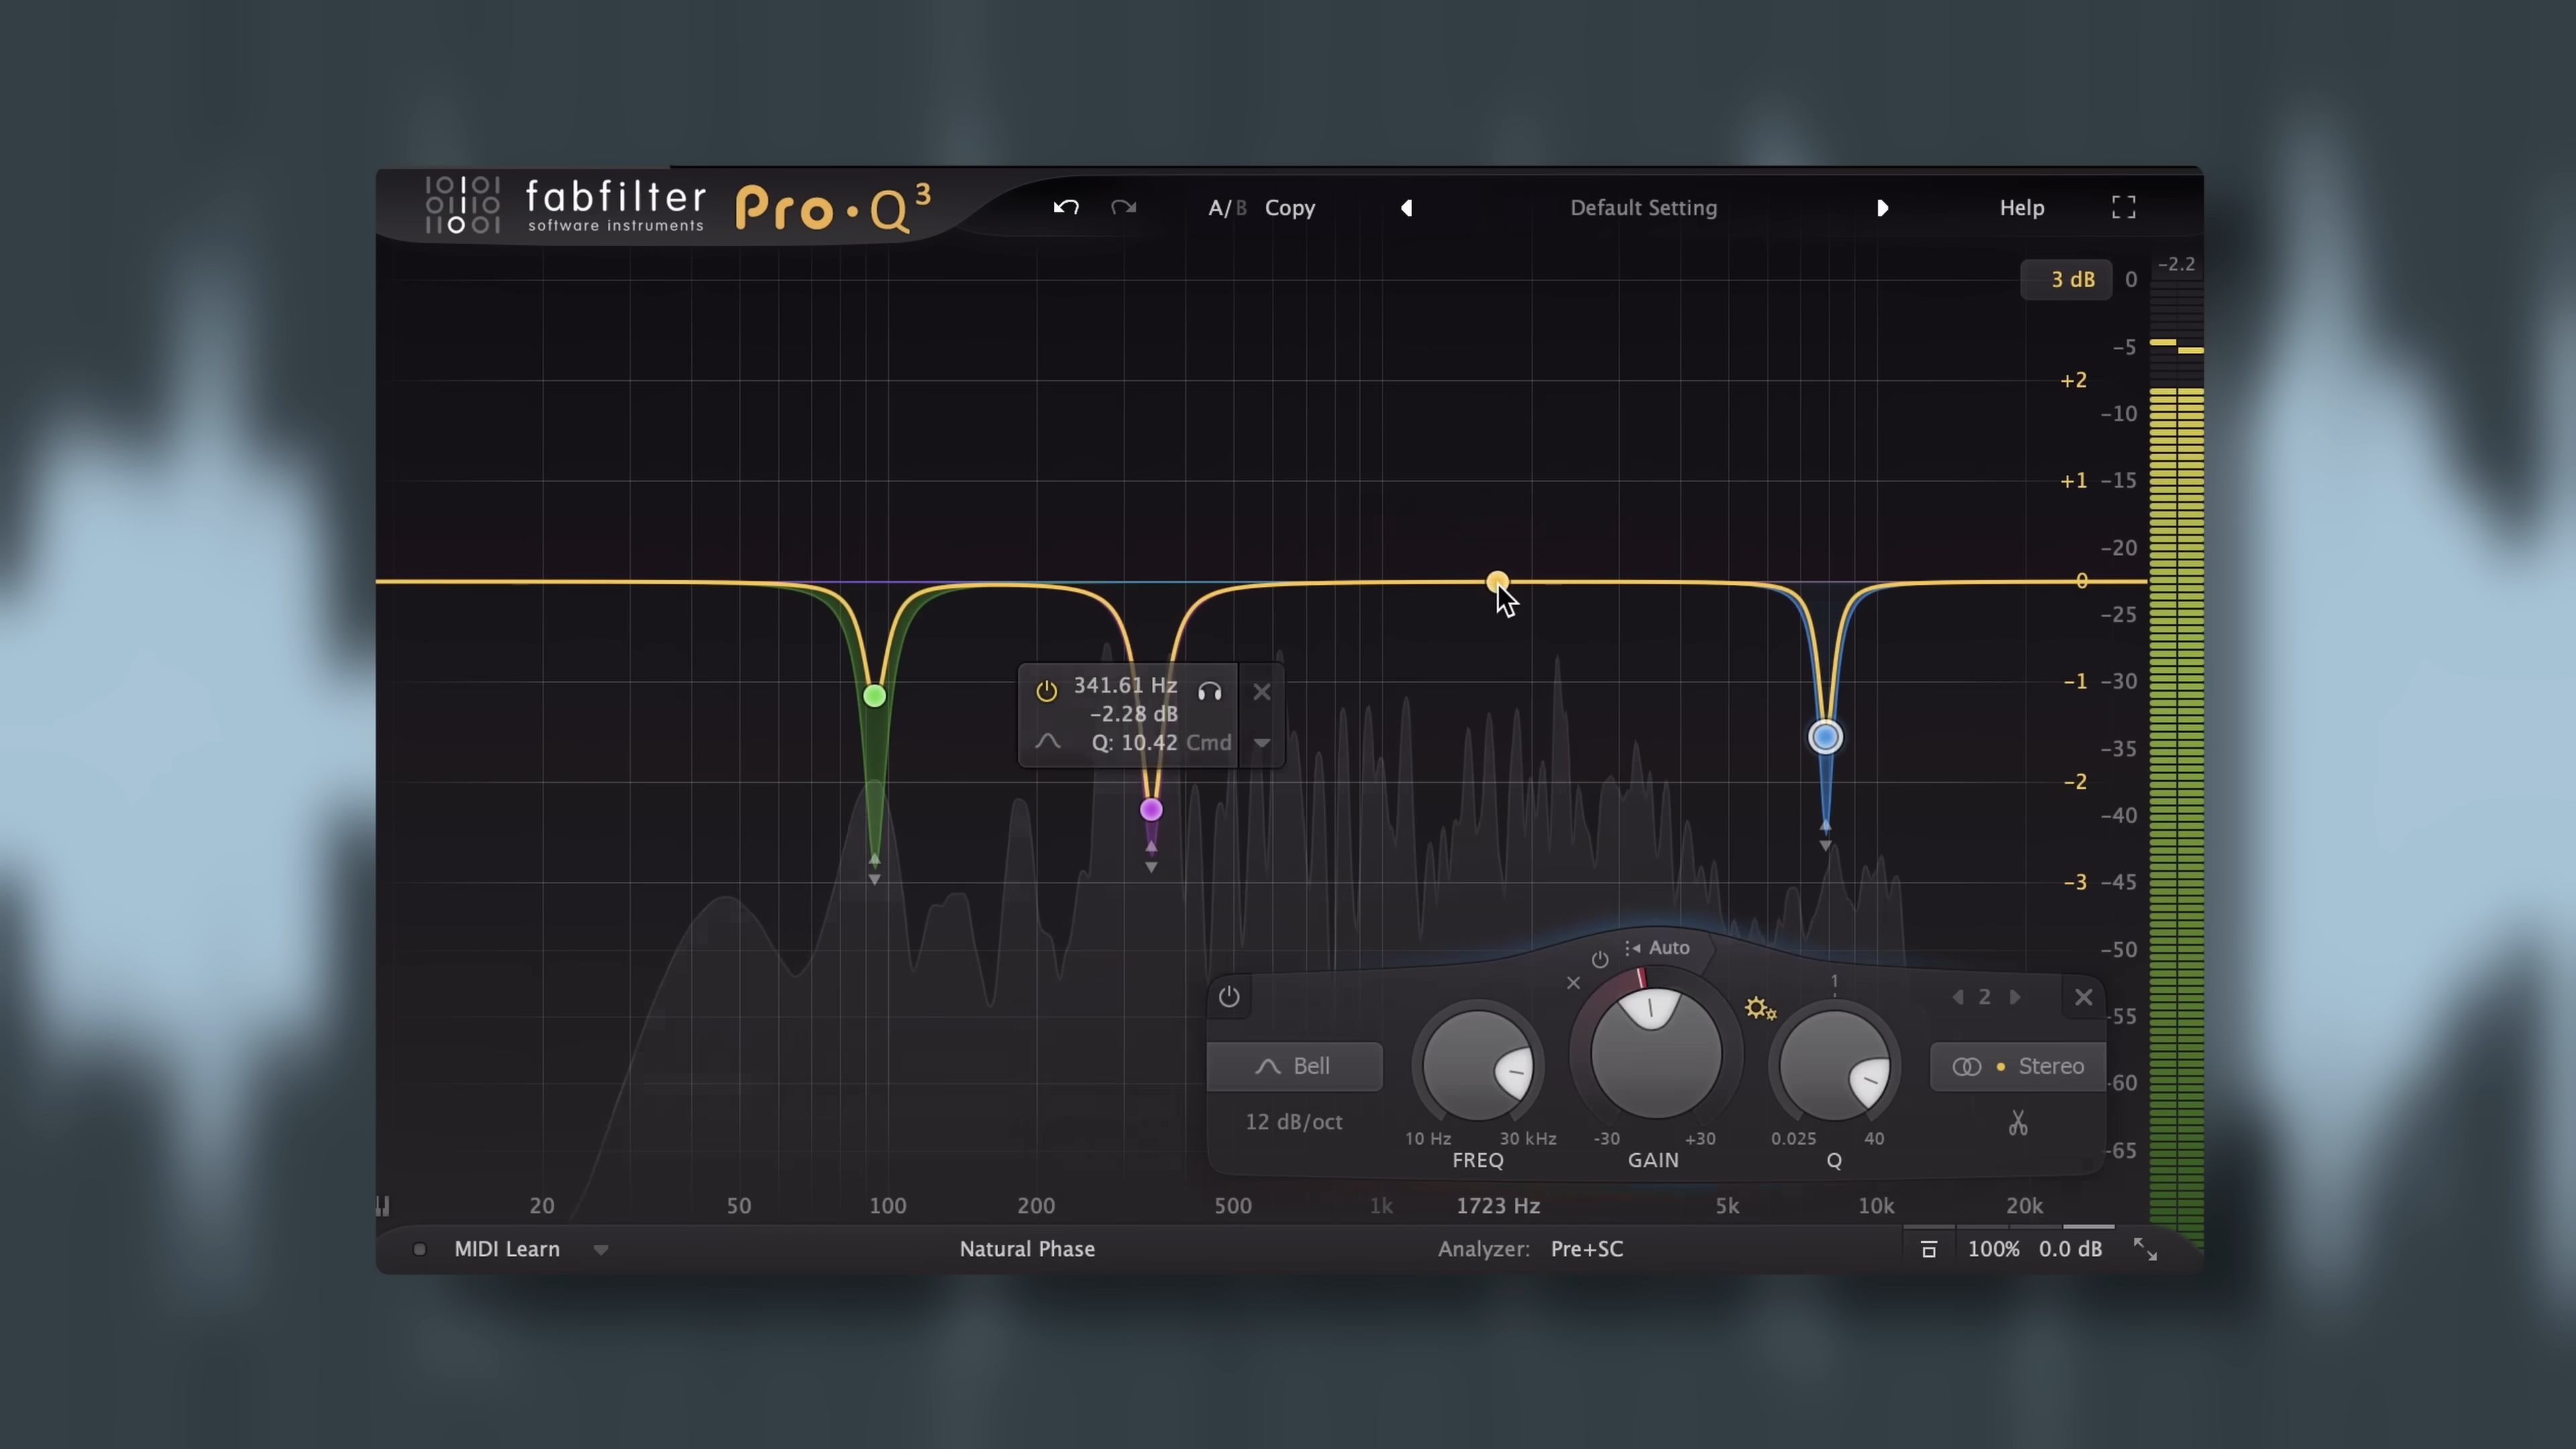 fabfilter
software instruments
Pro·Q3
A/B Copy
Default Setting
Help
3 dB
0
-2.2
-5
+2
-10
+1
-15
-20
0
-25
-1
-30
-35
-2
-40
-3
-45
-50
-55
-60
-65
341.61 Hz
-2.28 dB
Q: 10.42 Cmd
Auto
1
2
Bell
Stereo
12 dB/oct
10 Hz
30 kHz
-30
+30
0.025
40
FREQ
GAIN
Q
20
50
100
200
500
1k
1723 Hz
5k
10k
20k
MIDI Learn
Natural Phase
Analyzer: Pre+SC
100%
0.0 dB